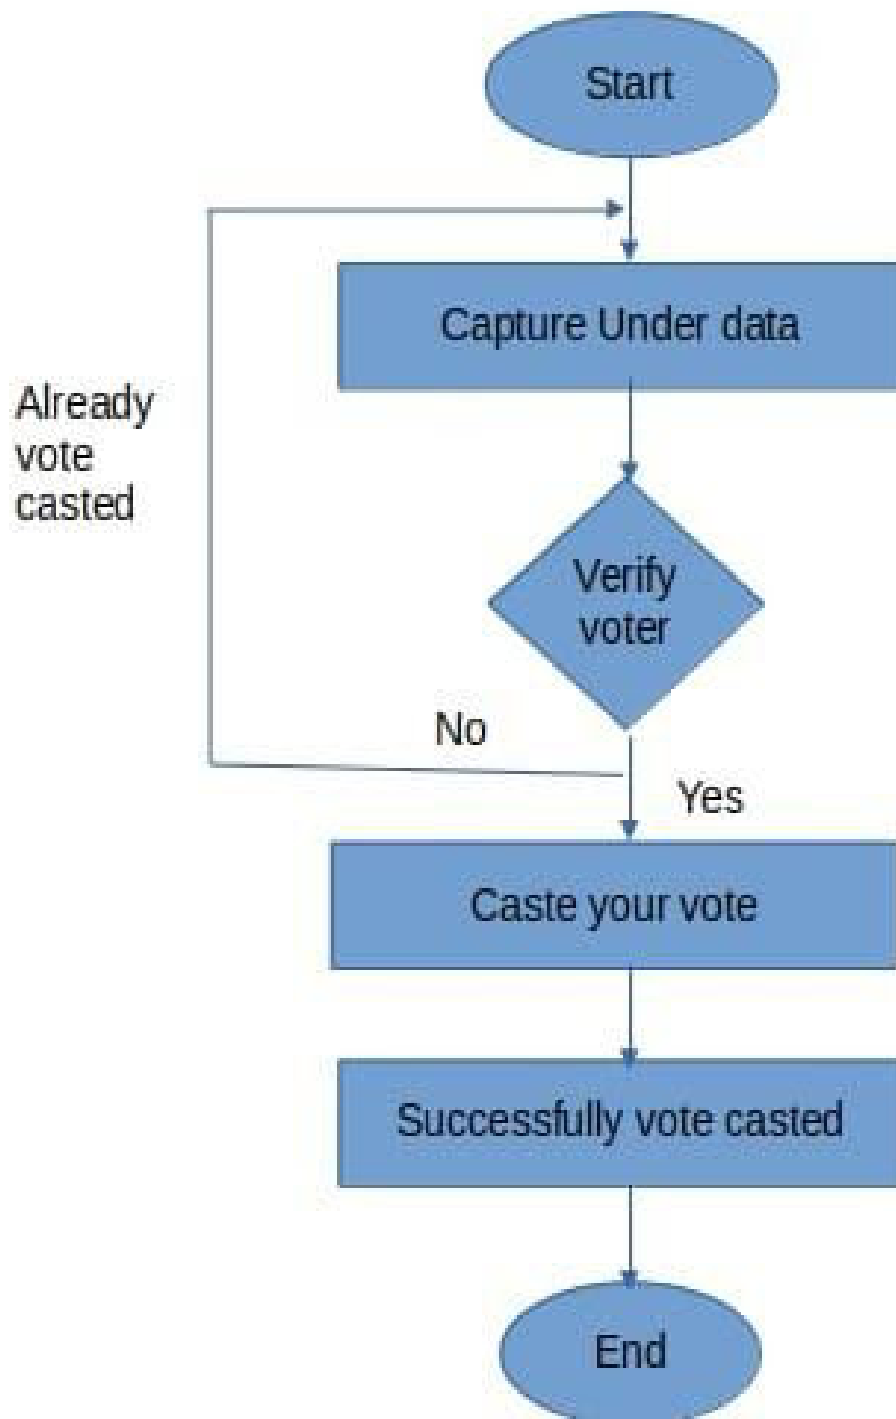 Start
Capture Under data
Already
vote
casted
Verify
voter
No
Yes
Caste your vote
Successfully vote casted
End